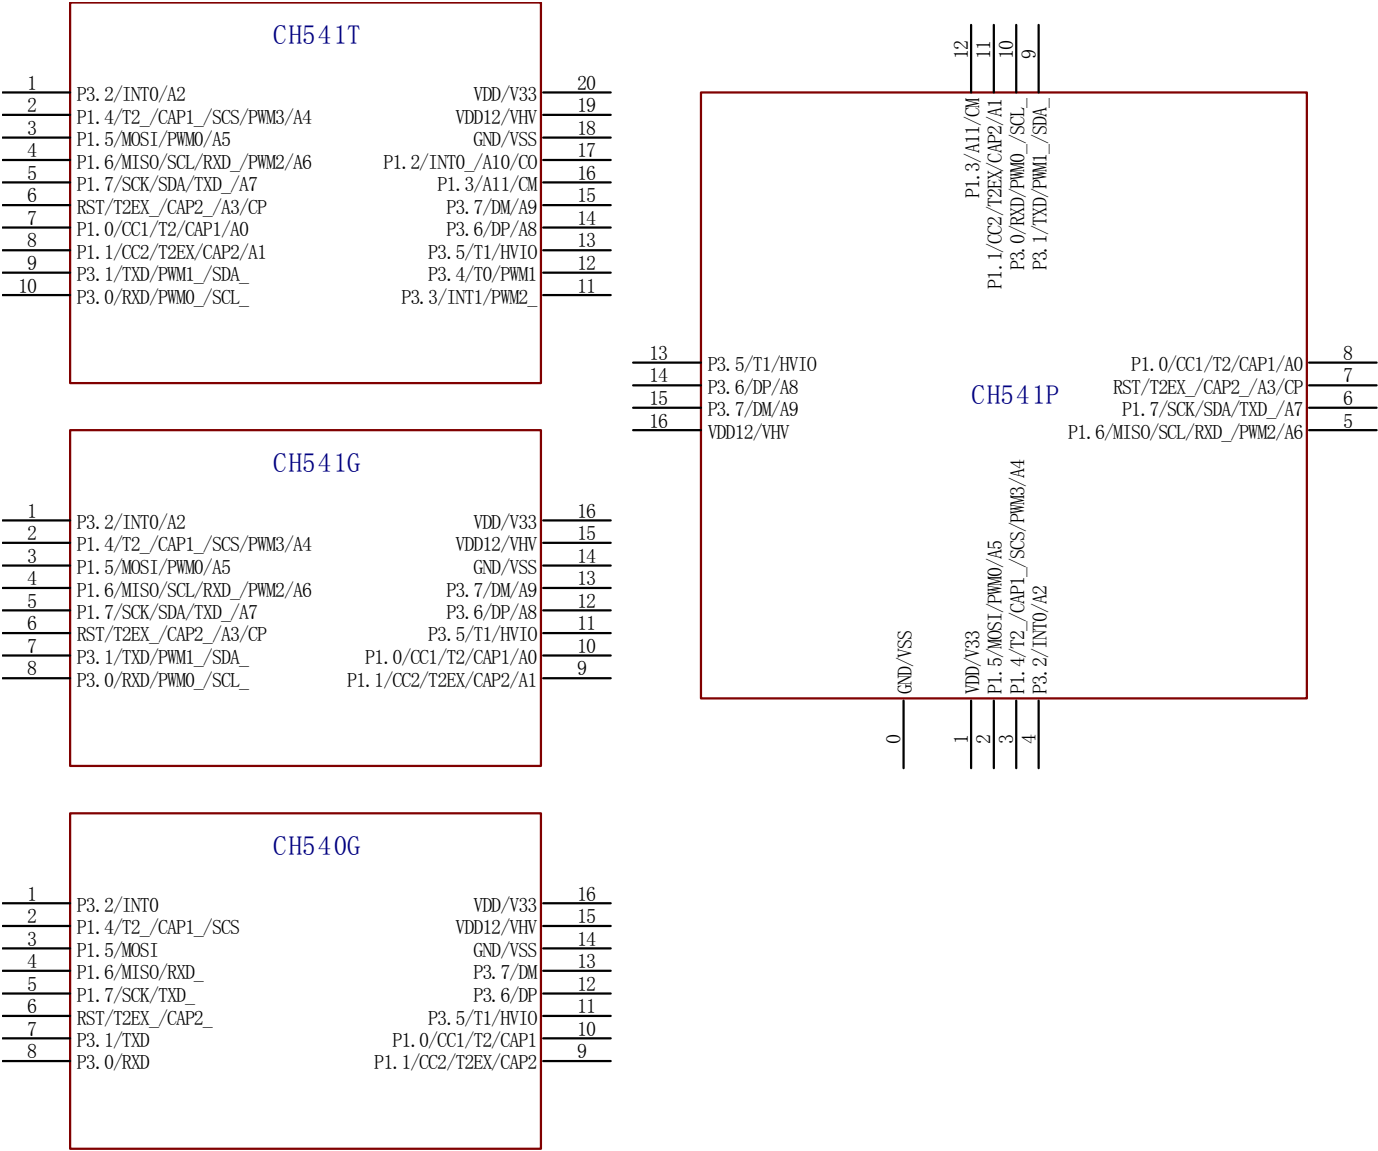 CH541T
1 P3.2/INT0/A2 VDD/V33 20
2 P1.4/T2_/CAP1_/SCS/PWM3/A4 VDD12/VHV 19
3 P1.5/MOSI/PWM0/A5 GND/VSS 18
4 P1.6/MISO/SCL/RXD_/PWM2/A6 P1.2/INT0_/A10/CO 17
5 P1.7/SCK/SDA/TXD_/A7 P1.3/A11/CM 16
6 RST/T2EX_/CAP2_/A3/CP P3.7/DM/A9 15
7 P1.0/CC1/T2/CAP1/A0 P3.6/DP/A8 14
8 P1.1/CC2/T2EX/CAP2/A1 P3.5/T1/HVIO 13
9 P3.1/TXD/PWM1_/SDA_ P3.4/T0/PWM1 12
10 P3.0/RXD/PWM0_/SCL_ P3.3/INT1/PWM2_ 11
CH541G
1 P3.2/INT0/A2 VDD/V33 16
2 P1.4/T2_/CAP1_/SCS/PWM3/A4 VDD12/VHV 15
3 P1.5/MOSI/PWM0/A5 GND/VSS 14
4 P1.6/MISO/SCL/RXD_/PWM2/A6 P3.7/DM/A9 13
5 P1.7/SCK/SDA/TXD_/A7 P3.6/DP/A8 12
6 RST/T2EX_/CAP2_/A3/CP P3.5/T1/HVIO 11
7 P3.1/TXD/PWM1_/SDA_ P1.0/CC1/T2/CAP1/A0 10
8 P3.0/RXD/PWM0_/SCL_ P1.1/CC2/T2EX/CAP2/A1 9
CH540G
1 P3.2/INT0 VDD/V33 16
2 P1.4/T2_/CAP1_/SCS VDD12/VHV 15
3 P1.5/MOSI GND/VSS 14
4 P1.6/MISO/RXD_ P3.7/DM 13
5 P1.7/SCK/TXD_ P3.6/DP 12
6 RST/T2EX_/CAP2_ P3.5/T1/HVIO 11
7 P3.1/TXD P1.0/CC1/T2/CAP1 10
8 P3.0/RXD P1.1/CC2/T2EX/CAP2 9
12 P1.3/A11/CM
11 P1.1/CC2/T2EX/CAP2/A1
10 P3.0/RXD/PWM0_/SCL_
9 P3.1/TXD/PWM1_/SDA_
13 P3.5/T1/HVIO P1.0/CC1/T2/CAP1/A0 8
14 P3.6/DP/A8 RST/T2EX_/CAP2_/A3/CP 7
CH541P
15 P3.7/DM/A9 P1.7/SCK/SDA/TXD_/A7 6
16 VDD12/VHV P1.6/MISO/SCL/RXD_/PWM2/A6 5
0 GND/VSS
1 VDD/V33
2 P1.5/MOSI/PWM0/A5
3 P1.4/T2_/CAP1_/SCS/PWM3/A4
4 P3.2/INT0/A2